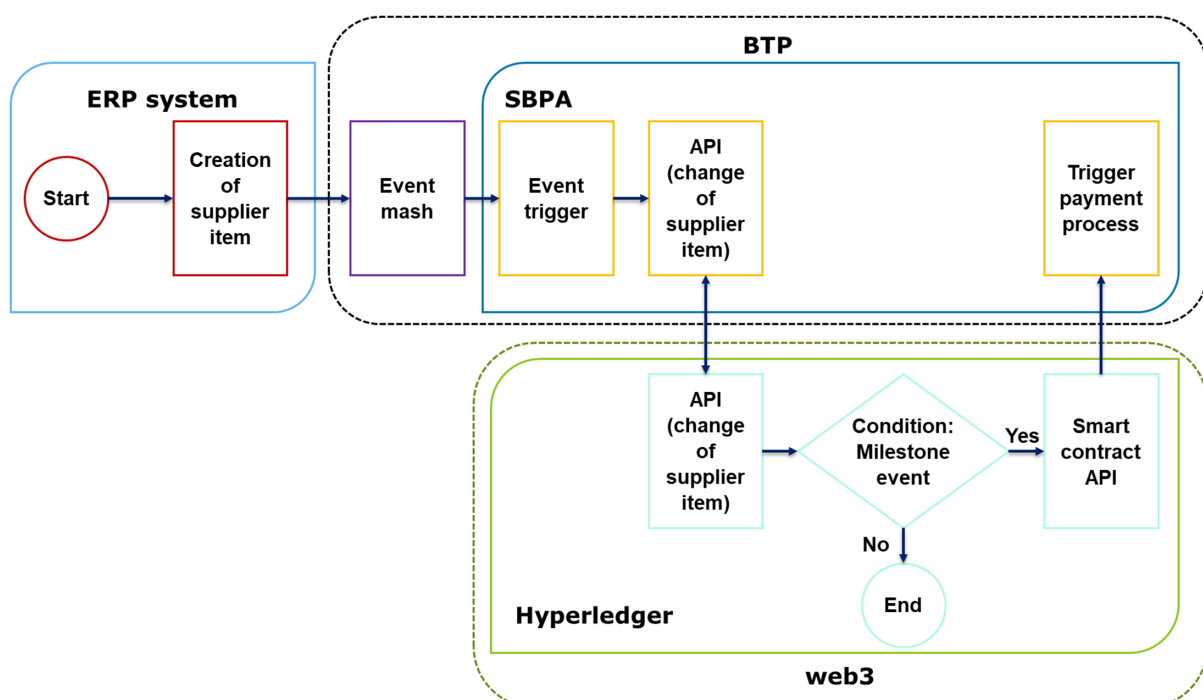 BTP
ERP system
SBPA
Start
Creation
of
supplier
item
Event
mash
Event
trigger
API
(change
of
supplier
item)
Trigger
payment
process
API
(change
of
supplier
item)
Condition:
Milestone
event
Yes
Smart
contract
API
No
End
Hyperledger
web3